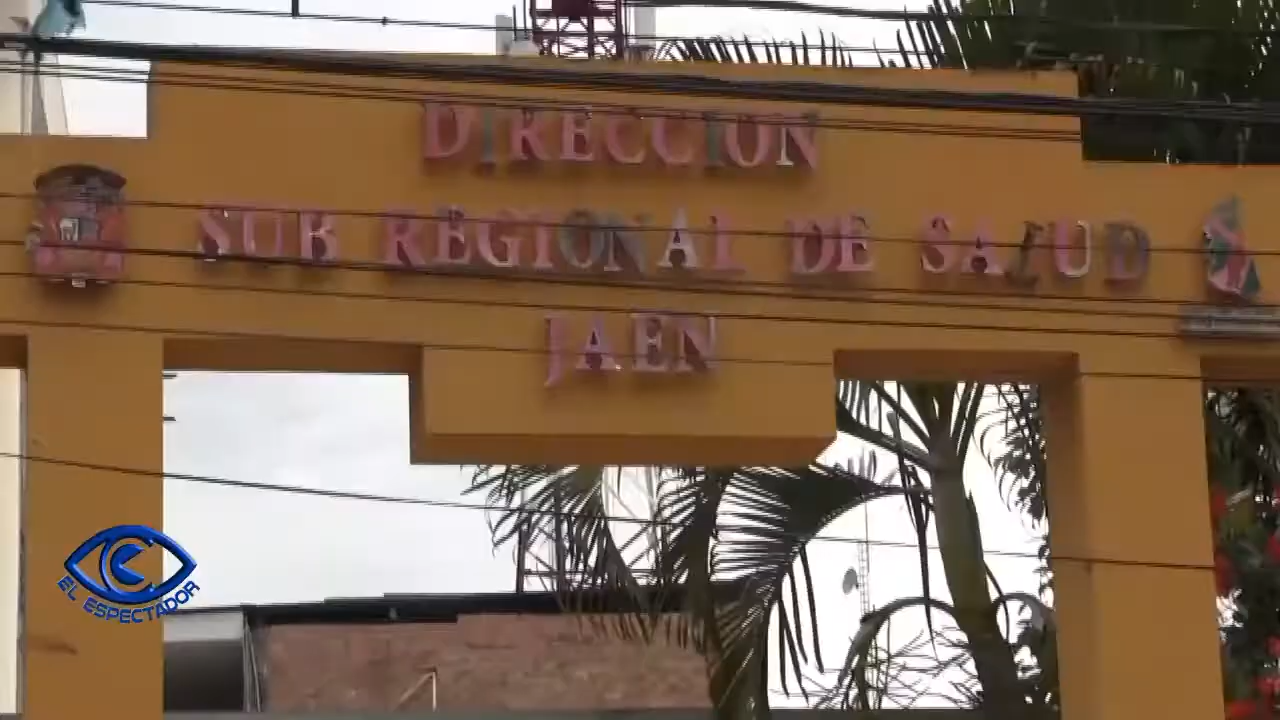 DIRECCION
SUB REGIONAL DE SALUD
JAEN
EL ESPECTADOR